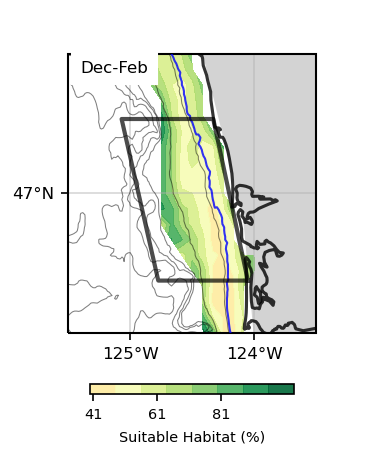 Dec-Feb
47°N
125°W 124°W
41 61 81
Suitable Habitat (%)